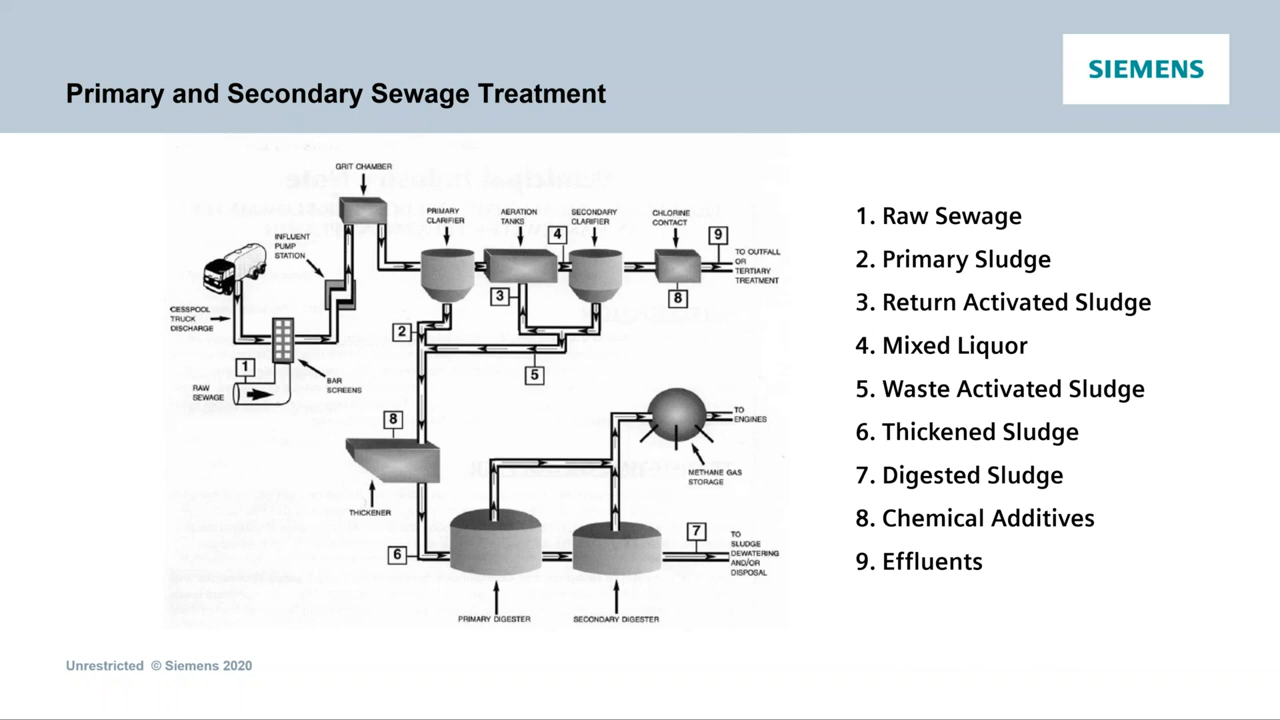 SIEMENS
Primary and Secondary Sewage Treatment
GRIT CHAMBER
PRIMARY
CLARIFIER
AERATION
TANKS
SECONDARY
CLARIFIER
CHLORINE
CONTACT
INFLUENT
PUMP
STATION
4
9
TO OUTFALL
OR
TERTIARY
TREATMENT
3
8
CESSPOOL
TRUCK
DISCHARGE
2
1
5
BAR
SCREENS
RAW
SEWAGE
8
TO
ENGINES
METHANE GAS
STORAGE
THICKENER
6
7
TO
SLUDGE
DEWATERING
AND/OR
DISPOSAL
PRIMARY DIGESTER
SECONDARY DIGESTER
1. Raw Sewage
2. Primary Sludge
3. Return Activated Sludge
4. Mixed Liquor
5. Waste Activated Sludge
6. Thickened Sludge
7. Digested Sludge
8. Chemical Additives
9. Effluents
Unrestricted © Siemens 2020